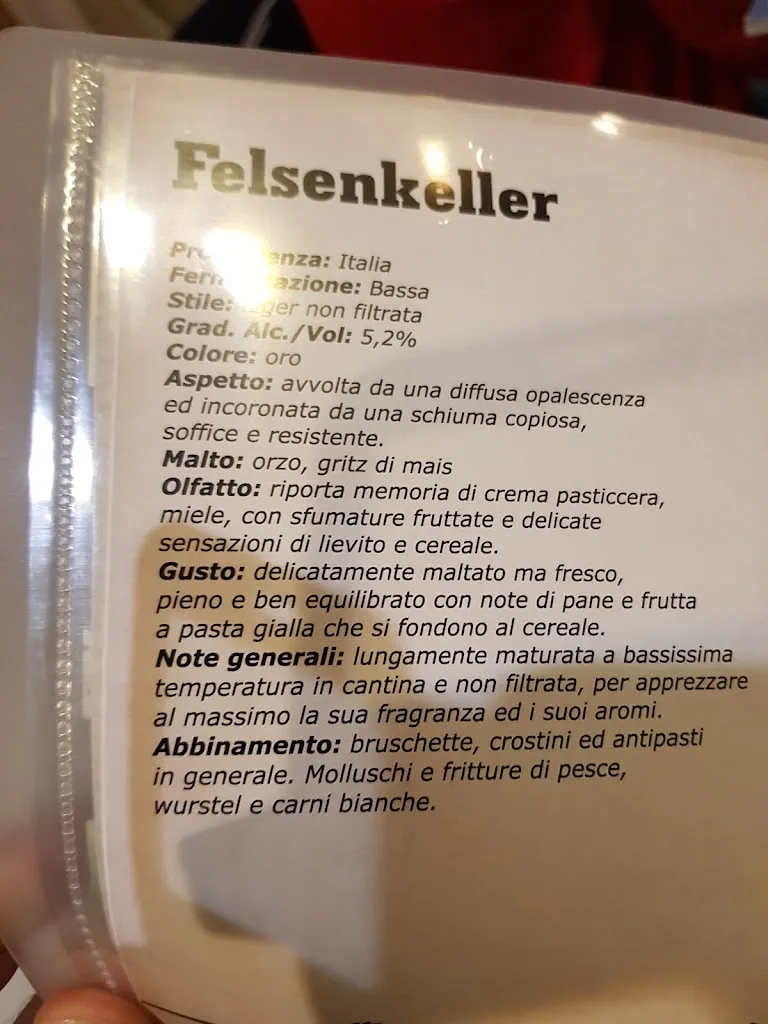 Felsenkeller
Provenienza: Italia
Fermentazione: Bassa
Stile: lager non filtrata
Grad. Alc./Vol: 5,2%
Colore: oro
Aspetto: avvolta da una diffusa opalescenza
ed incoronata da una schiuma copiosa,
soffice e resistente.
Malto: orzo, gritz di mais
Olfatto: riporta memoria di crema pasticcera,
miele, con sfumature fruttate e delicate
sensazioni di lievito e cereale.
Gusto: delicatamente maltato ma fresco,
pieno e ben equilibrato con note di pane e frutta
a pasta gialla che si fondono al cereale.
Note generali: lungamente maturata a bassissima
temperatura in cantina e non filtrata, per apprezzare
al massimo la sua fragranza ed i suoi aromi.
Abbinamento: bruschette, crostini ed antipasti
in generale. Molluschi e fritture di pesce,
wurstel e carni bianche.